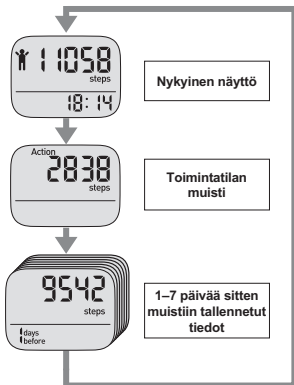 11058
steps
18:14
Nykyinen näyttö
Action
2838
steps
Toimintatilan
muisti
9542
steps
1 days
before
1–7 päivää sitten
muistiin tallennetut
tiedot